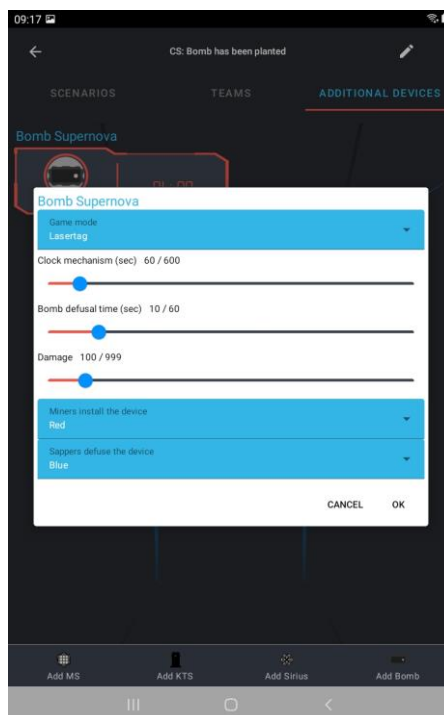 09:17
CS: Bomb has been planted
SCENARIOS TEAMS ADDITIONAL DEVICES
Bomb Supernova
Bomb Supernova
Game mode
Lasertag
Clock mechanism (sec) 60 / 600
Bomb defusal time (sec) 10 / 60
Damage 100 / 999
Miners install the device
Red
Sappers defuse the device
Blue
CANCEL OK
Add MS Add KTS Add Sirius Add Bomb